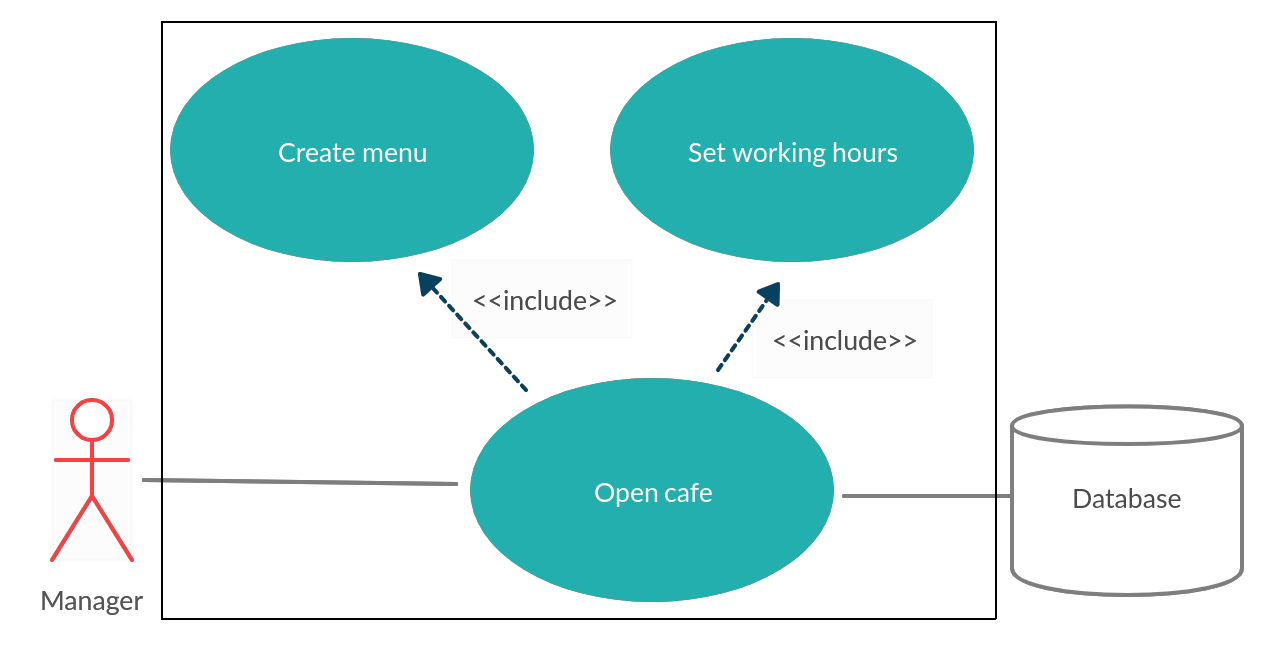 Create menu
Set working hours
<<include>>
<<include>>
Open cafe
Database
Manager